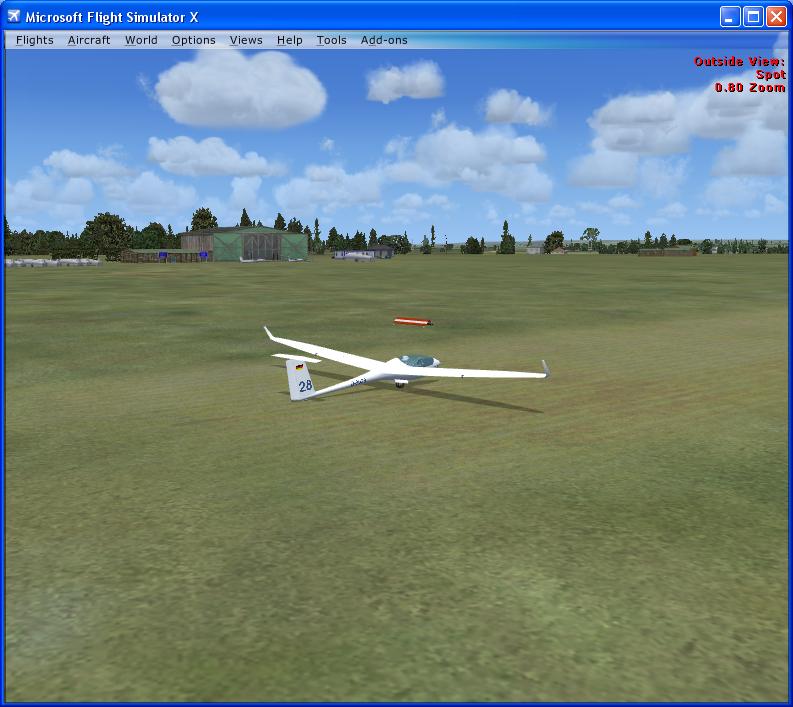 Microsoft Flight Simulator X
Flights Aircraft World Options Views Help Tools Add-ons
Outside View:
Spot
0.80 Zoom
28